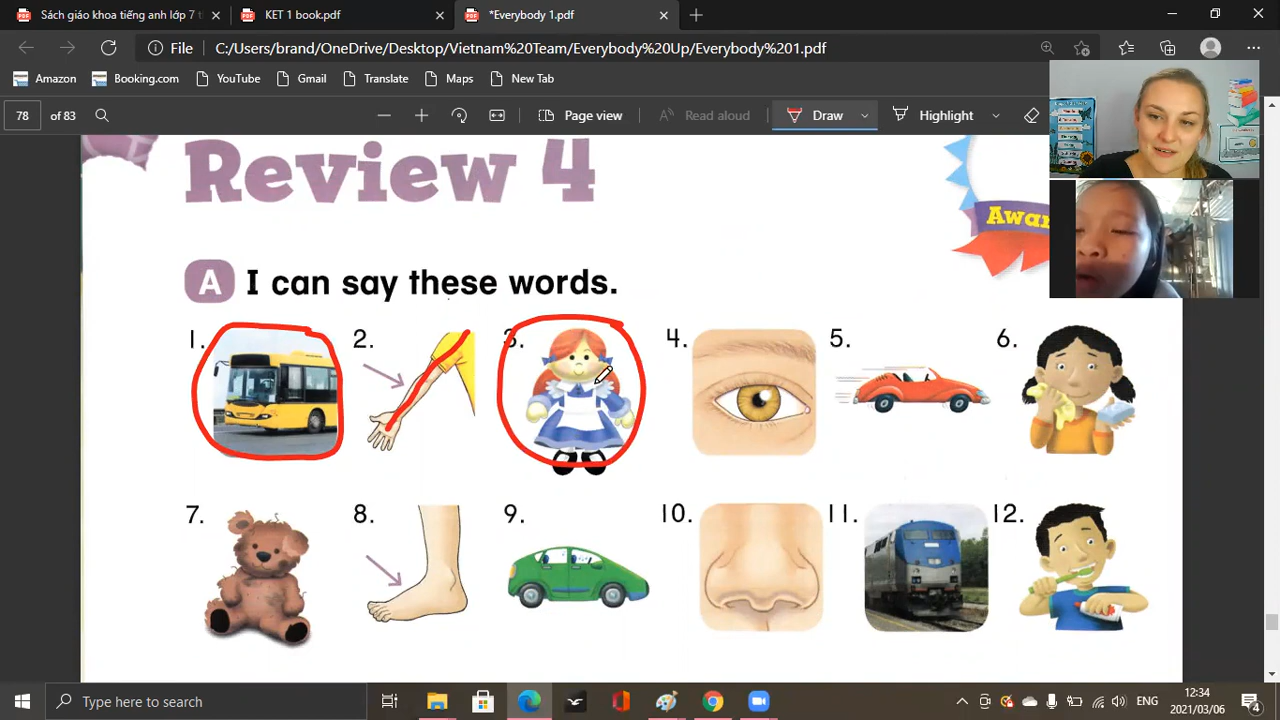 Sách giáo khoa tiếng anh lớp 7 t
KET 1 book.pdf
*Everybody 1.pdf
File
C:/Users/brand/OneDrive/Desktop/Vietnam%20Team/Everybody%20Up/Everybody%201.pdf
Amazon
Booking.com
YouTube
Gmail
Translate
Maps
New Tab
78 of 83
Page view
Read aloud
Draw
Highlight
Review 4
Awar
A I can say these words.
1. 2. 3. 4. 5. 6.
7. 8. 9. 10. 11. 12.
Type here to search
ENG
12:34
2021/03/06
4